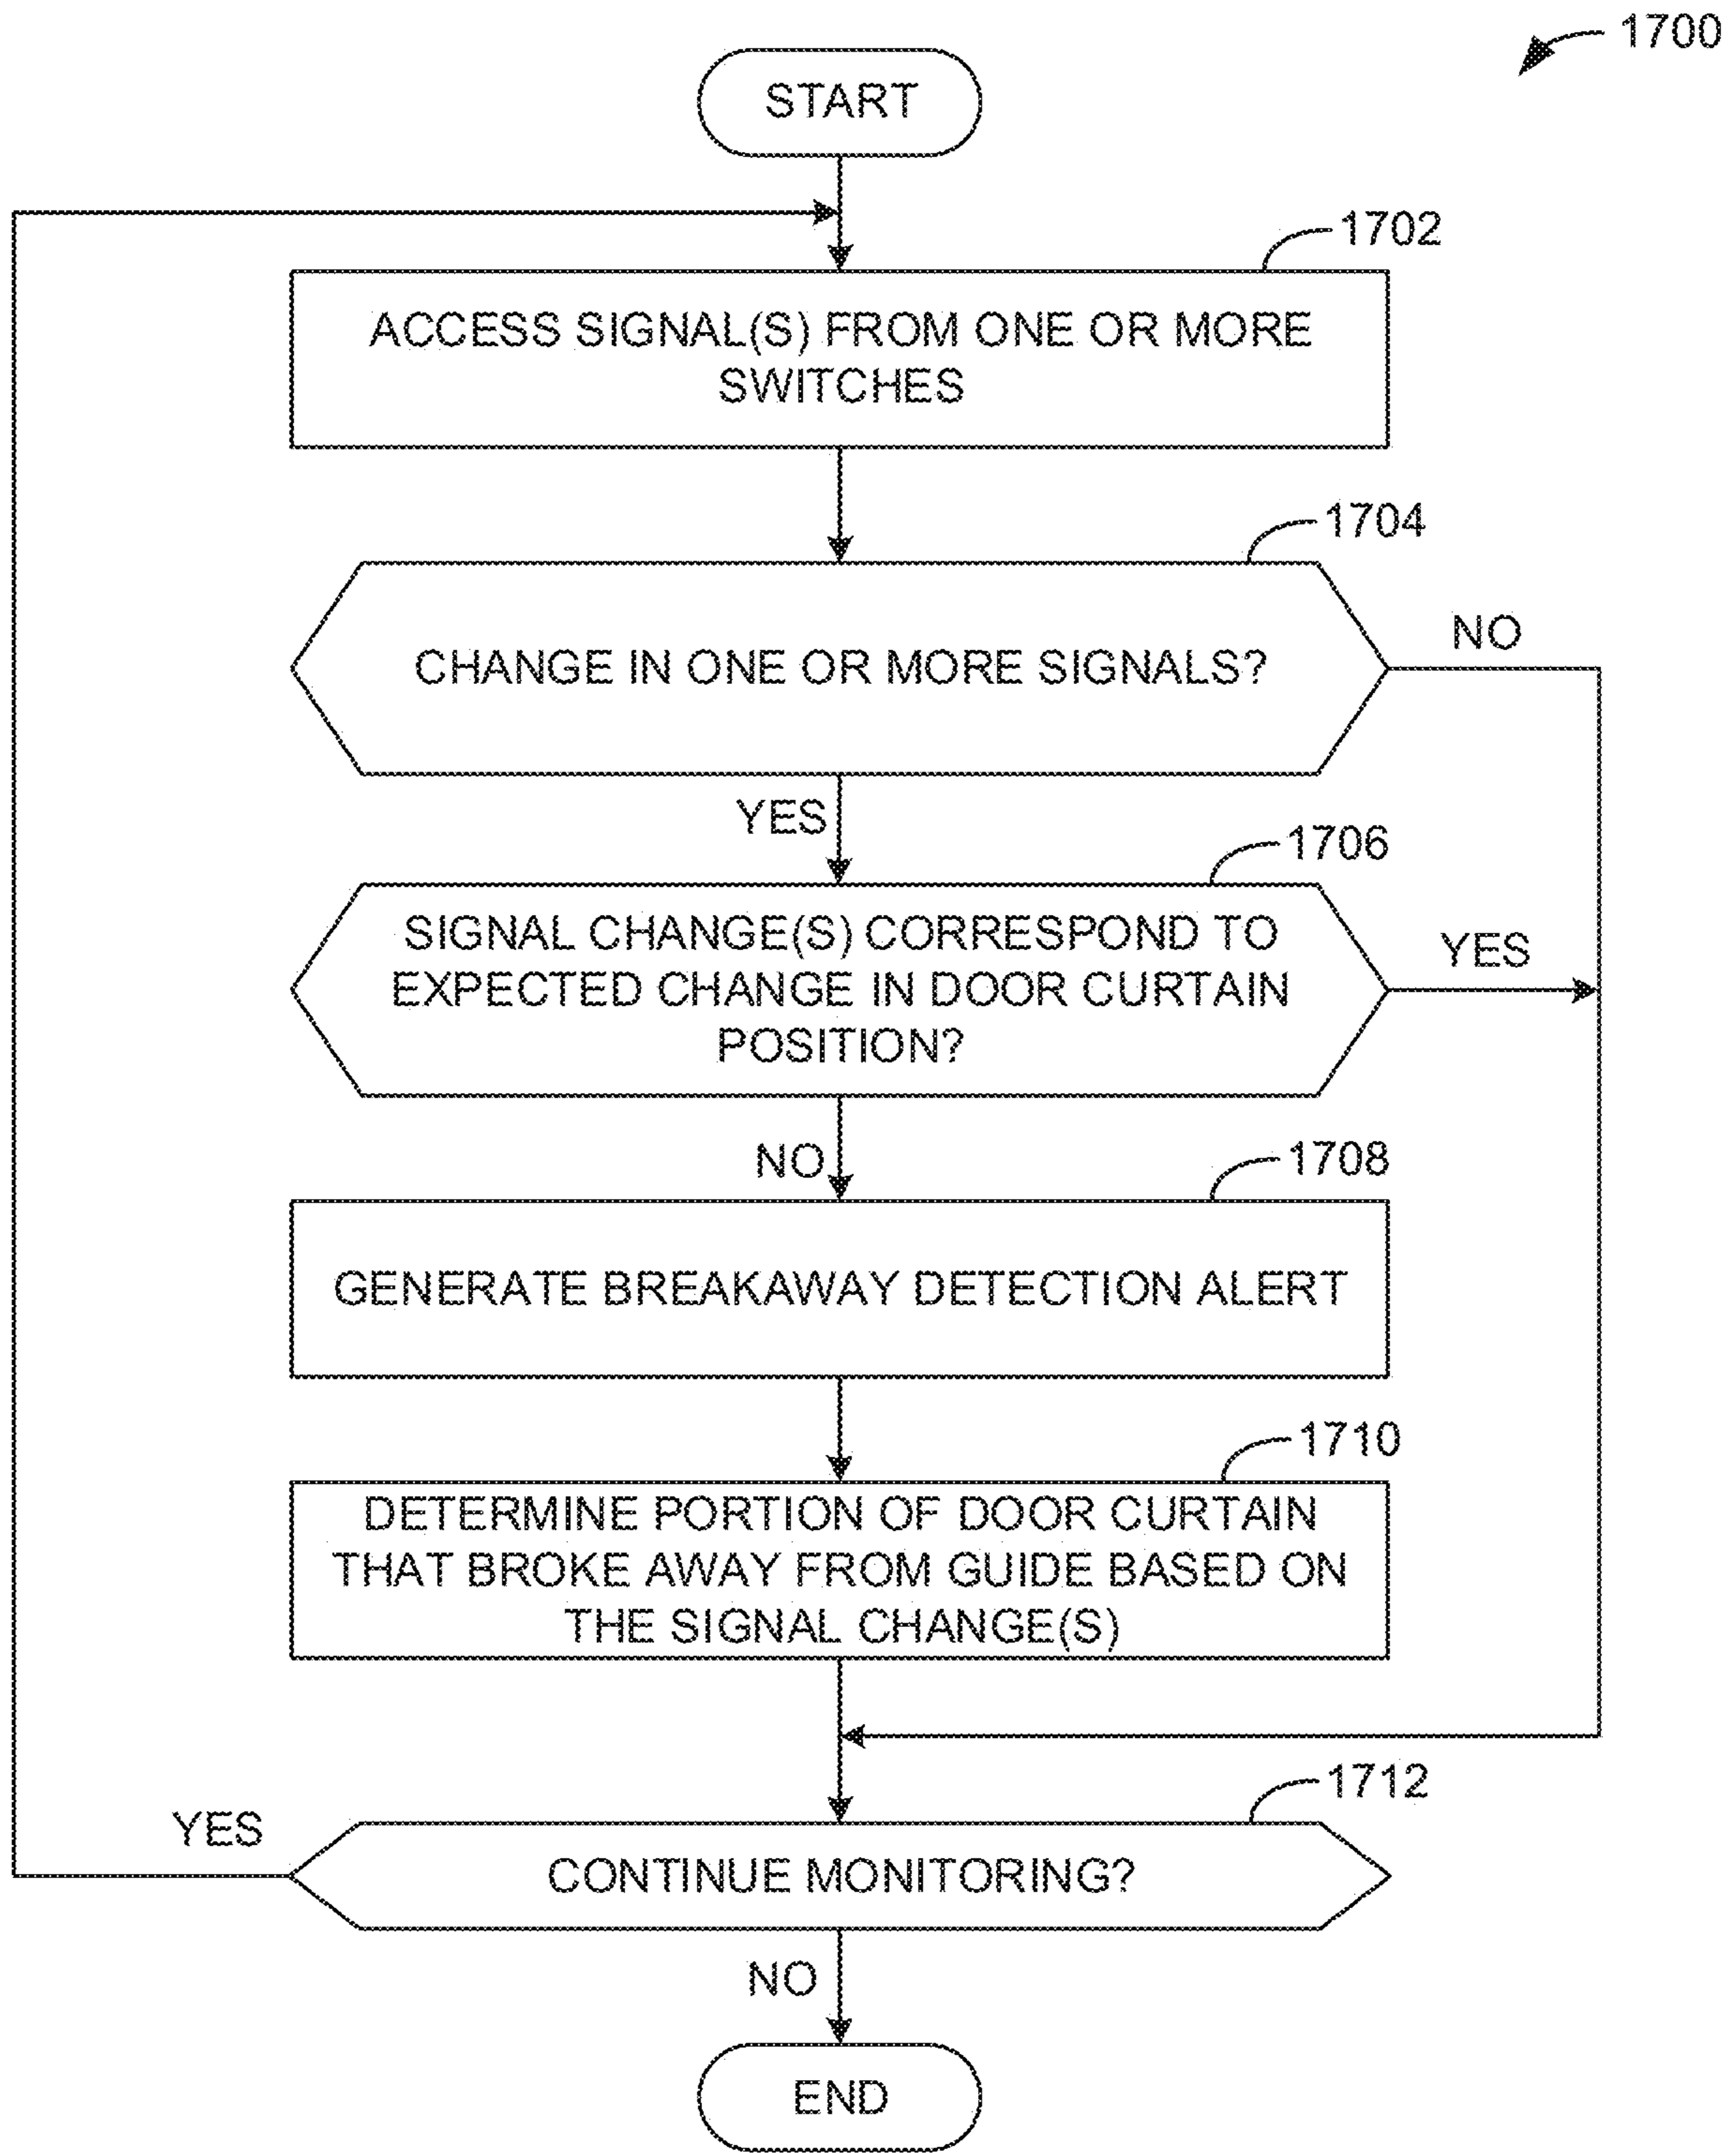 1700
START
1702
ACCESS SIGNAL(S) FROM ONE OR MORE
SWITCHES
1704
CHANGE IN ONE OR MORE SIGNALS?
NO
YES
1706
SIGNAL CHANGE(S) CORRESPOND TO
EXPECTED CHANGE IN DOOR CURTAIN
POSITION?
YES
NO
1708
GENERATE BREAKAWAY DETECTION ALERT
1710
DETERMINE PORTION OF DOOR CURTAIN
THAT BROKE AWAY FROM GUIDE BASED ON
THE SIGNAL CHANGE(S)
1712
YES
CONTINUE MONITORING?
NO
END